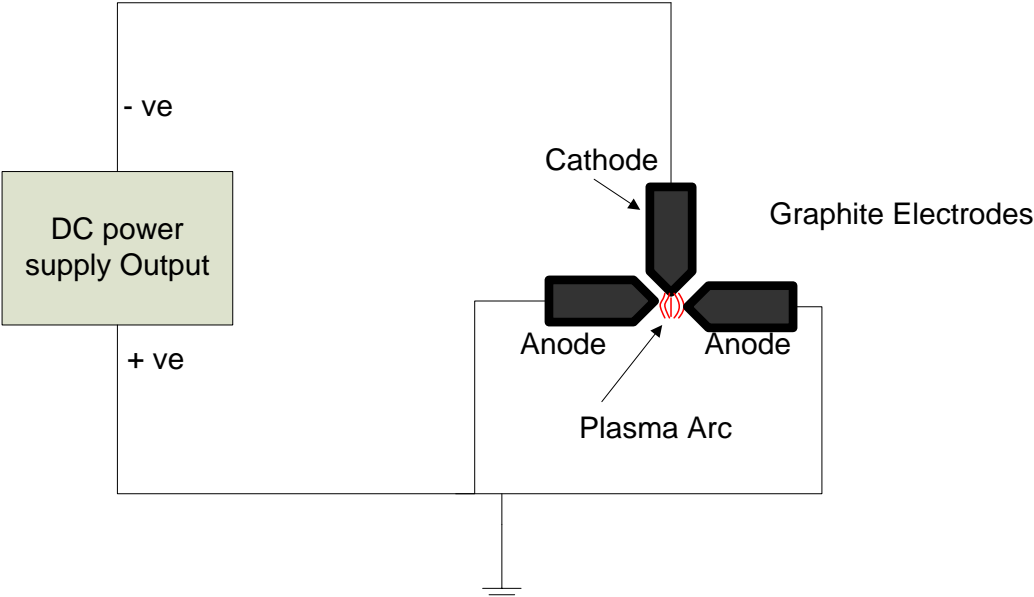 - ve
Cathode
Graphite Electrodes
DC power
supply Output
Anode
Anode
+ ve
Plasma Arc